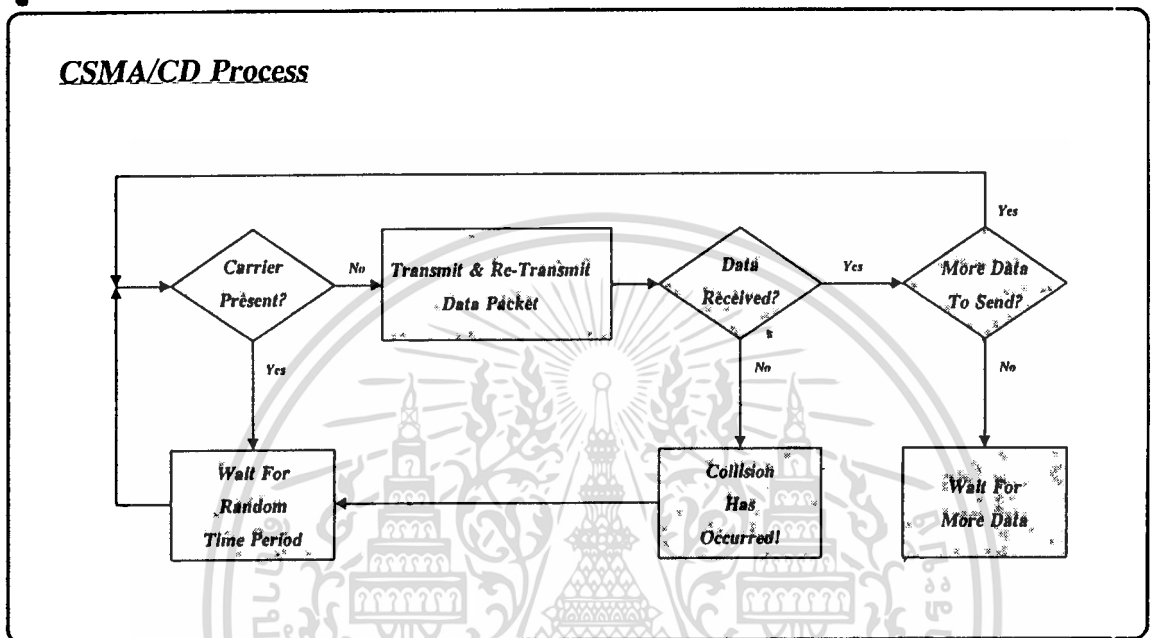 CSMA/CD Process
Yes
Carrier
Present?
No
Transmit & Re-Transmit
Data Packet
Data
Received?
Yes
More Data
To Send?
Yes
No
No
Wait For
Random
Time Period
Collision
Has
Occurred!
Wait For
More Data